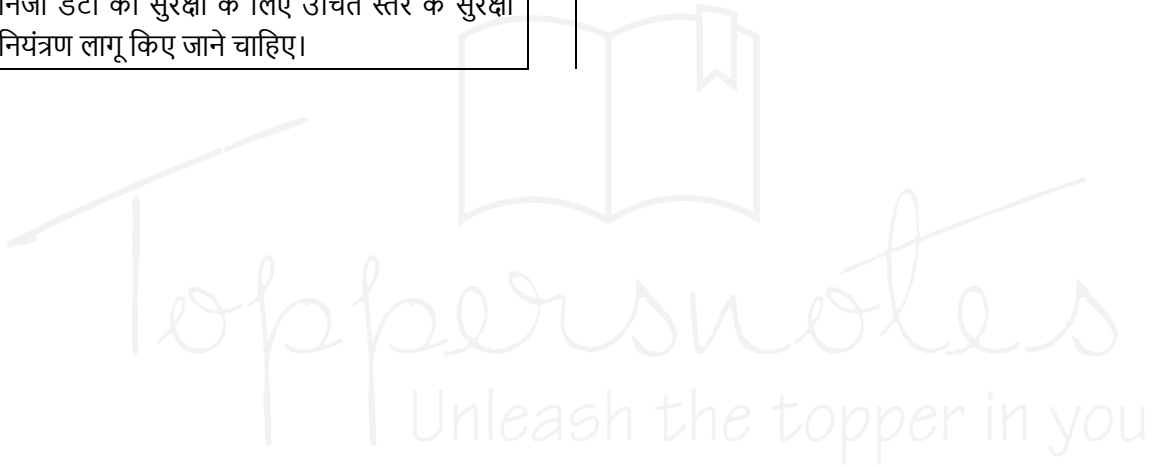 निजी डेटा की सुरक्षा के लिए उचित स्तर के सुरक्षा
नियंत्रण लागू किए जाने चाहिए।
Toppersnotes
Unleash the topper in you